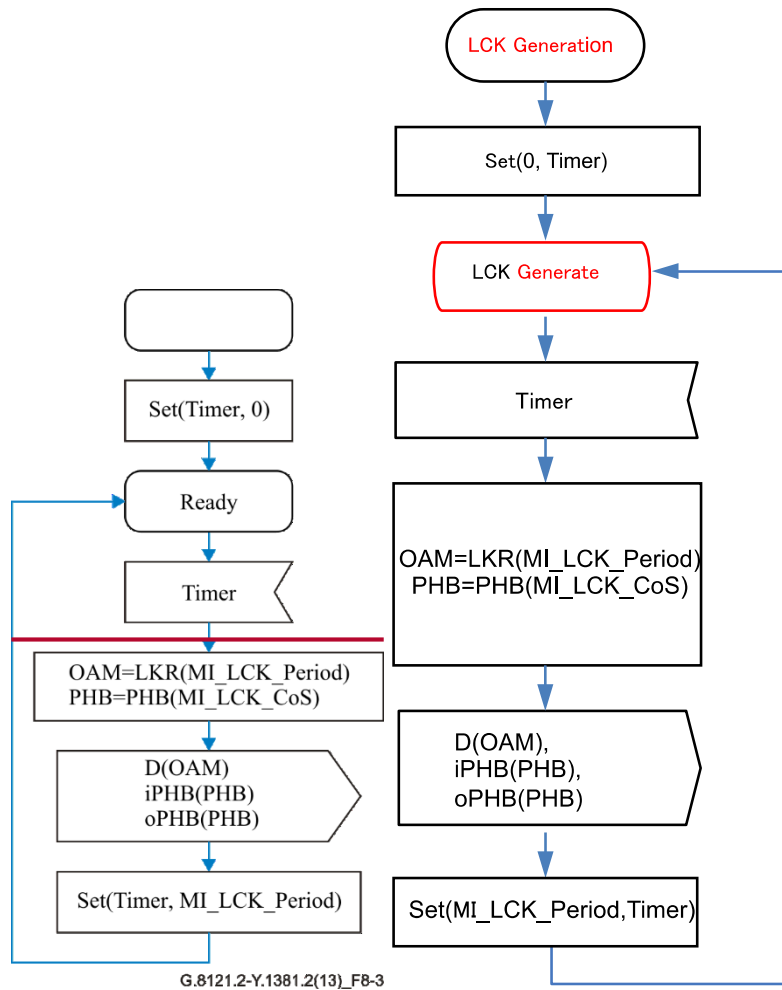 Set(Timer, 0)
Ready
Timer
OAM=LKR(MI_LCK_Period)
PHB=PHB(MI_LCK_CoS)
D(OAM)
iPHB(PHB)
oPHB(PHB)
Set(Timer, MI_LCK_Period)
G.8121.2-Y.1381.2(13)_F8-3
LCK Generation
Set(0, Timer)
LCK Generate
Timer
OAM=LKR(MI_LCK_Period)
PHB=PHB(MI_LCK_CoS)
D(OAM),
iPHB(PHB),
oPHB(PHB)
Set(MI_LCK_Period,Timer)